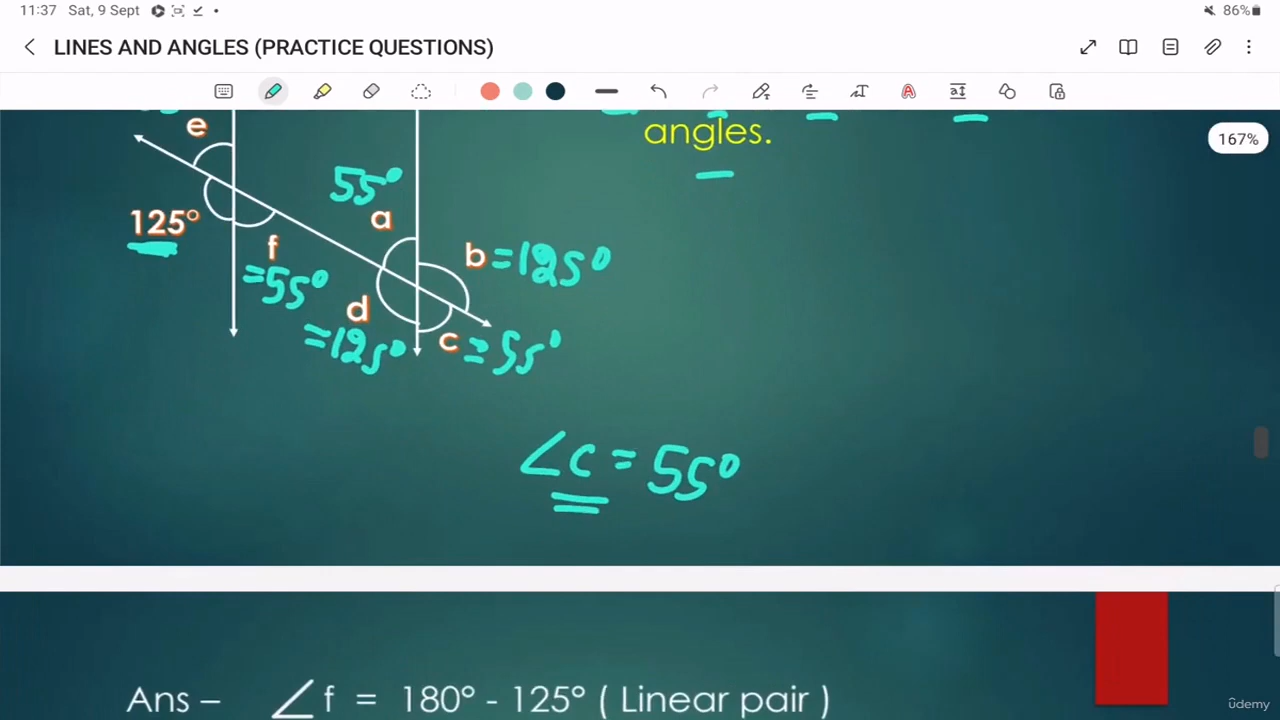 11:37 Sat, 9 Sept
86%
LINES AND ANGLES (PRACTICE QUESTIONS)
167%
angles.
e
55°
a
125°
b =125°
f
=55°
d
=125°
c = 55°
∠c = 55°
Ans – ∠f = 180° - 125° ( Linear pair )
ûdemy